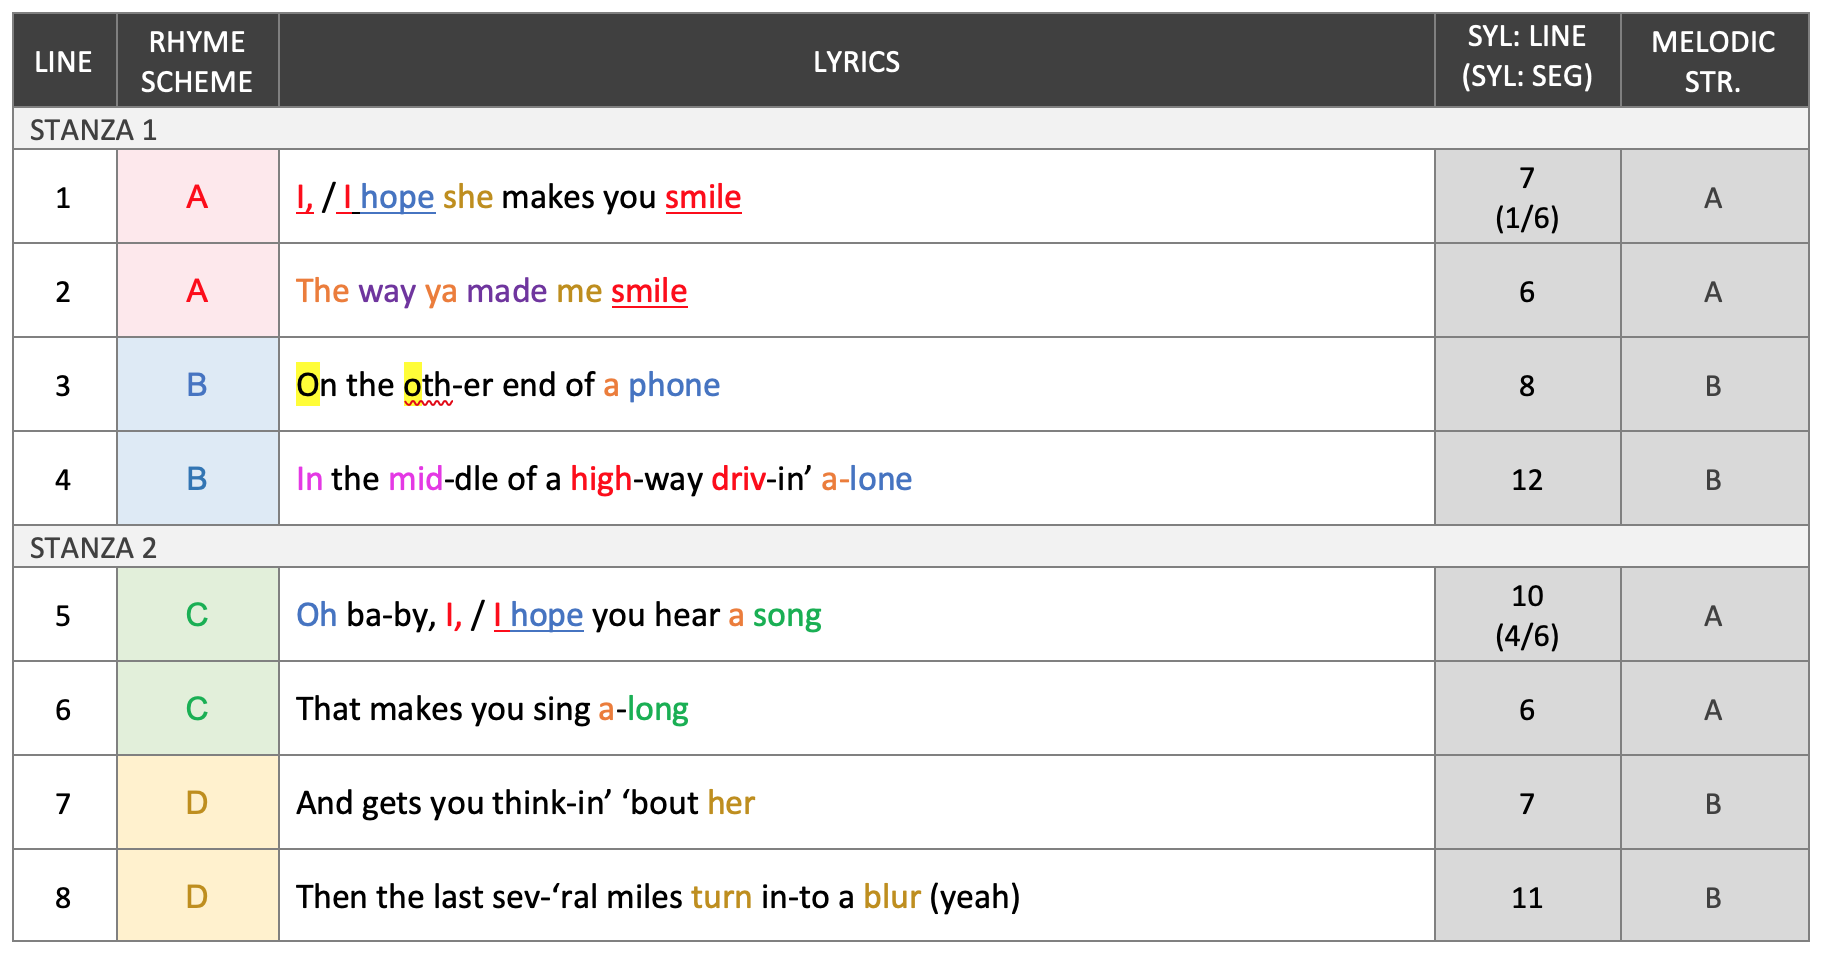 LINE RHYME SCHEME LYRICS SYL: LINE (SYL: SEG) MELODIC STR.
STANZA 1
1 A I, / I hope she makes you smile 7 (1/6) A
2 A The way ya made me smile 6 A
3 B On the oth-er end of a phone 8 B
4 B In the mid-dle of a high-way driv-in’ a-lone 12 B
STANZA 2
5 C Oh ba-by, I, / I hope you hear a song 10 (4/6) A
6 C That makes you sing a-long 6 A
7 D And gets you think-in’ ‘bout her 7 B
8 D Then the last sev-‘ral miles turn in-to a blur (yeah) 11 B